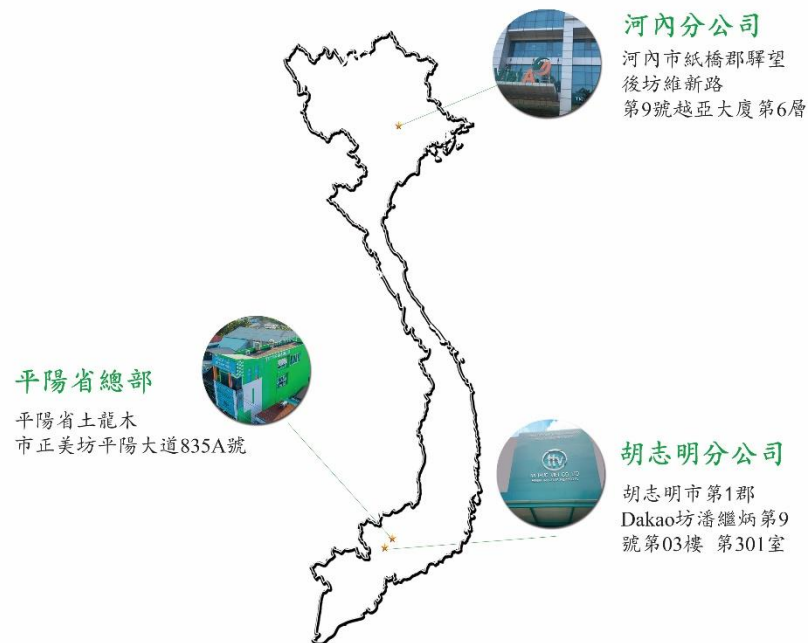 河內分公司
河內市紙橋郡驛望
後坊維新路
第9號越亞大廈第6層
平陽省總部
平陽省土龍木
市正美坊平陽大道835A號
ttv
胡志明分公司
胡志明市第1郡
Dakao坊潘繼炳第9
號第03樓 第301室